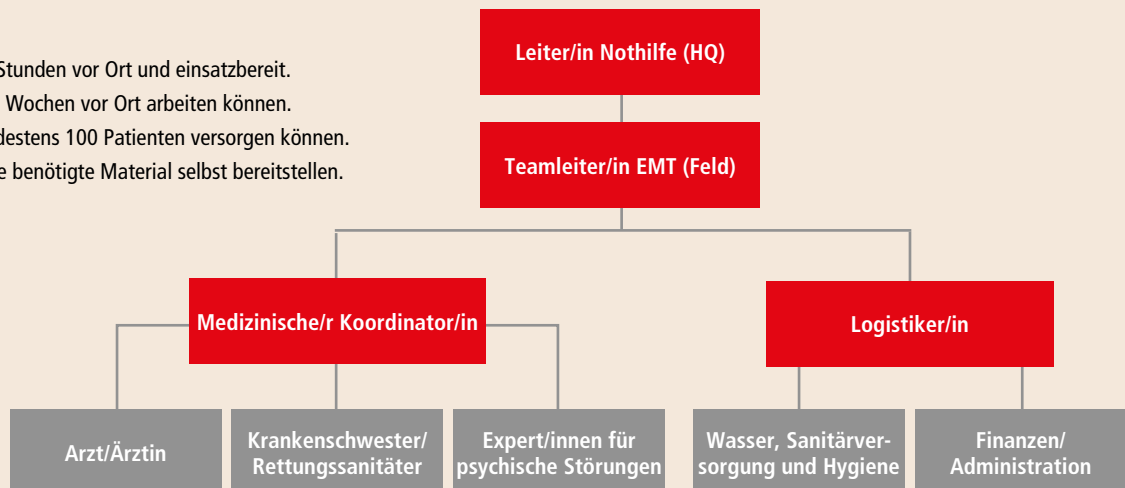 Stunden vor Ort und einsatzbereit.
Wochen vor Ort arbeiten können.
destens 100 Patienten versorgen können.
e benötigte Material selbst bereitstellen.
Leiter/in Nothilfe (HQ)
Teamleiter/in EMT (Feld)
Medizinische/r Koordinator/in
Logistiker/in
Arzt/Ärztin
Krankenschwester/
Rettungssanitäter
Expert/innen für
psychische Störungen
Wasser, Sanitärver-
sorgung und Hygiene
Finanzen/
Administration